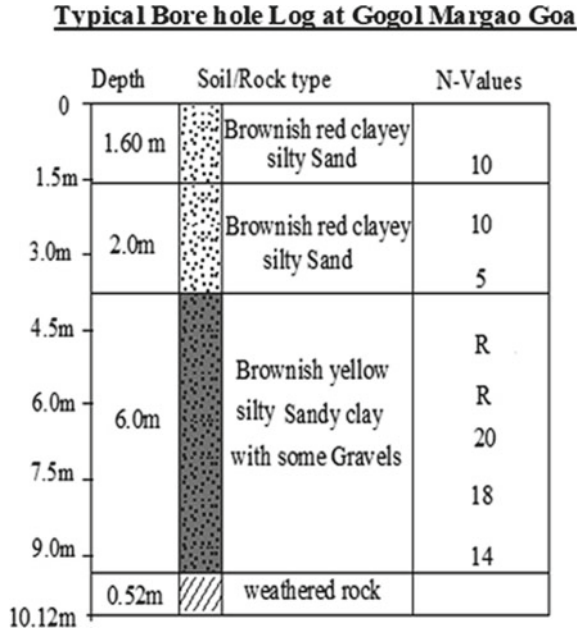 Typical Bore hole Log at Gogol Margao Goa
Depth Soil/Rock type N-Values
0
1.60 m
Brownish red clayey
silty Sand
10
1.5m
2.0m
Brownish red clayey
silty Sand
10
3.0m
5
4.5m
R
6.0m
Brownish yellow
silty Sandy clay
with some Gravels
R
6.0m
20
7.5m
18
9.0m
14
0.52m
weathered rock
10.12m